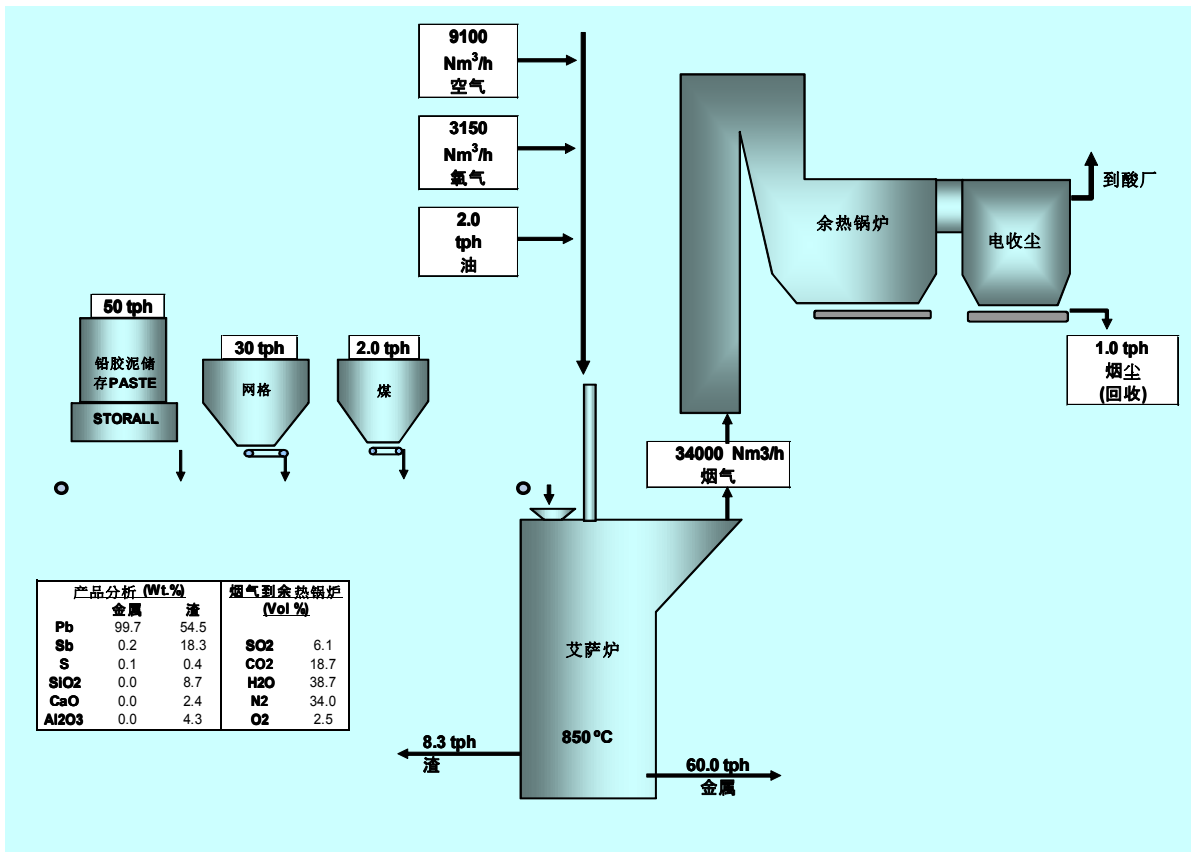 9100
Nm³/h
空气
3150
Nm³/h
氧气
2.0
tph
油
到酸厂
余热锅炉
电收尘
50 tph
铅胶泥储
存PASTE
STORALL
30 tph
网格
2.0 tph
煤
1.0 tph
烟尘
(回收)
34000 Nm3/h
烟气
产品分析 (Wt.%)
金属 渣
Pb 99.7 54.5
Sb 0.2 18.3
S 0.1 0.4
SiO2 0.0 8.7
CaO 0.0 2.4
Al2O3 0.0 4.3
烟气到余热锅炉
(Vol %)
SO2 6.1
CO2 18.7
H2O 38.7
N2 34.0
O2 2.5
艾萨炉
850 ºC
8.3 tph
渣
60.0 tph
金属